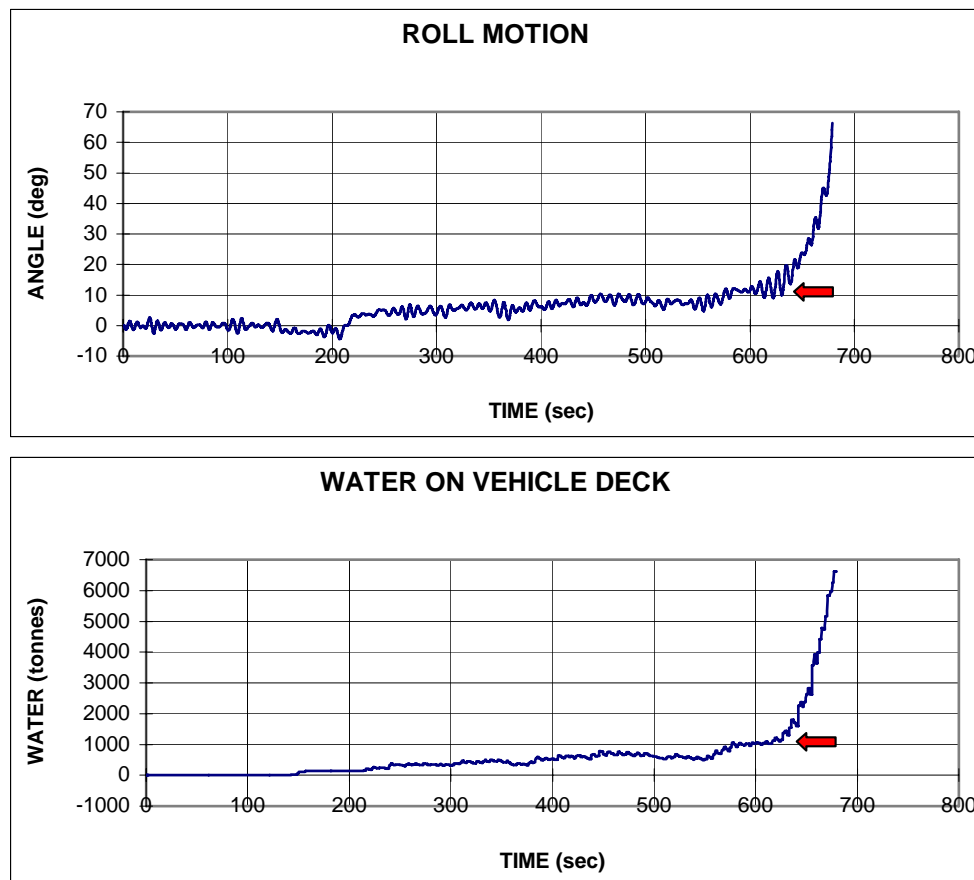 ROLL MOTION
70
60
50
40
30
20
10
0
-10
ANGLE (deg)
0 100 200 300 400 500 600 700 800
TIME (sec)
WATER ON VEHICLE DECK
7000
6000
5000
4000
3000
2000
1000
0
-1000
WATER (tonnes)
0 100 200 300 400 500 600 700 800
TIME (sec)